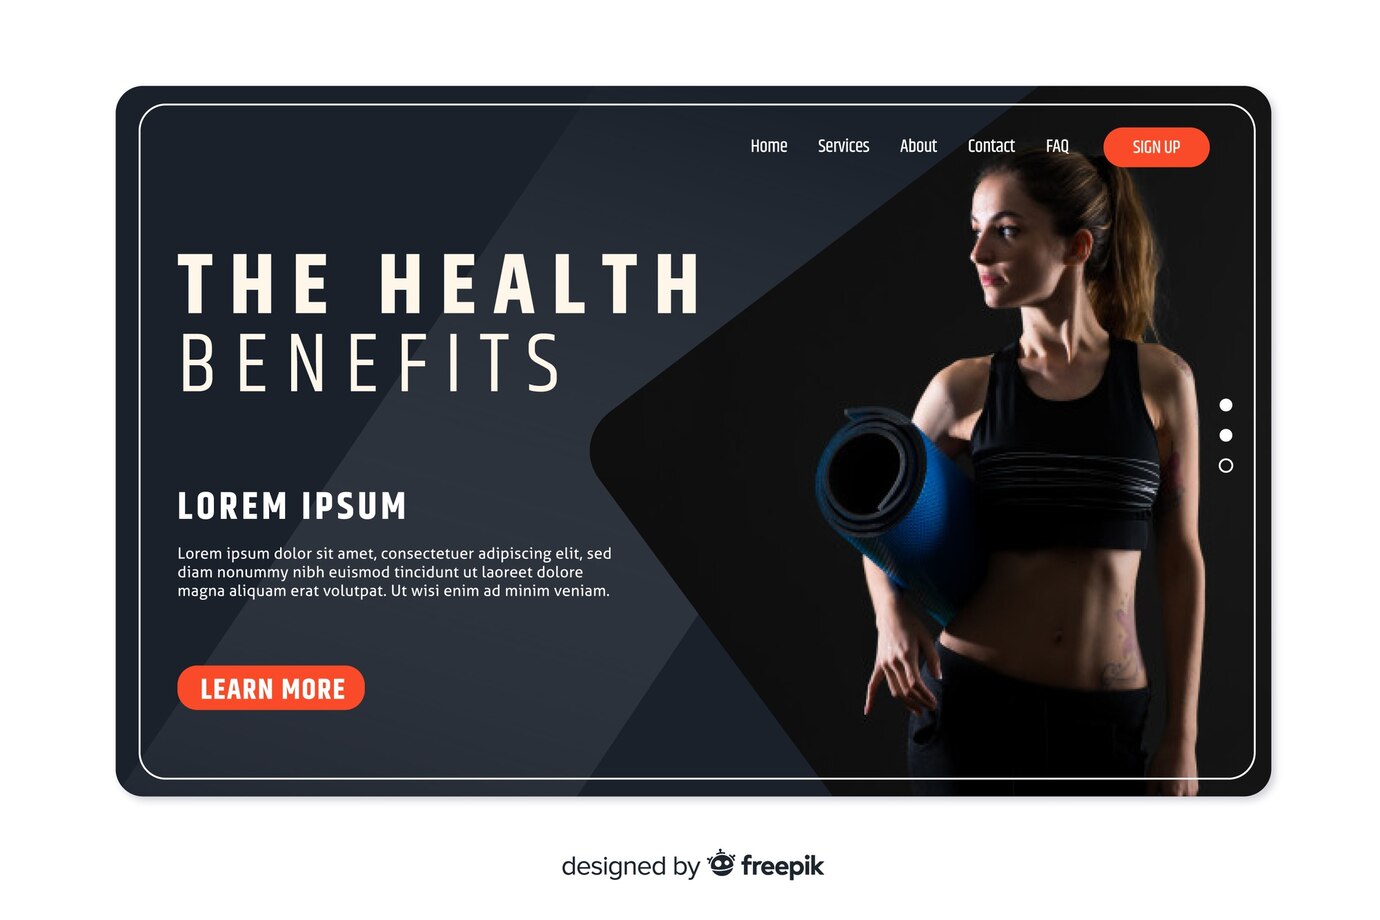 Home Services About Contact FAQ SIGN UP
THE HEALTH
BENEFITS
LOREM IPSUM
Lorem ipsum dolor sit amet, consectetuer adipiscing elit, sed
diam nonummy nibh euismod tincidunt ut laoreet dolore
magna aliquam erat volutpat. Ut wisi enim ad minim veniam.
LEARN MORE
designed by freepik